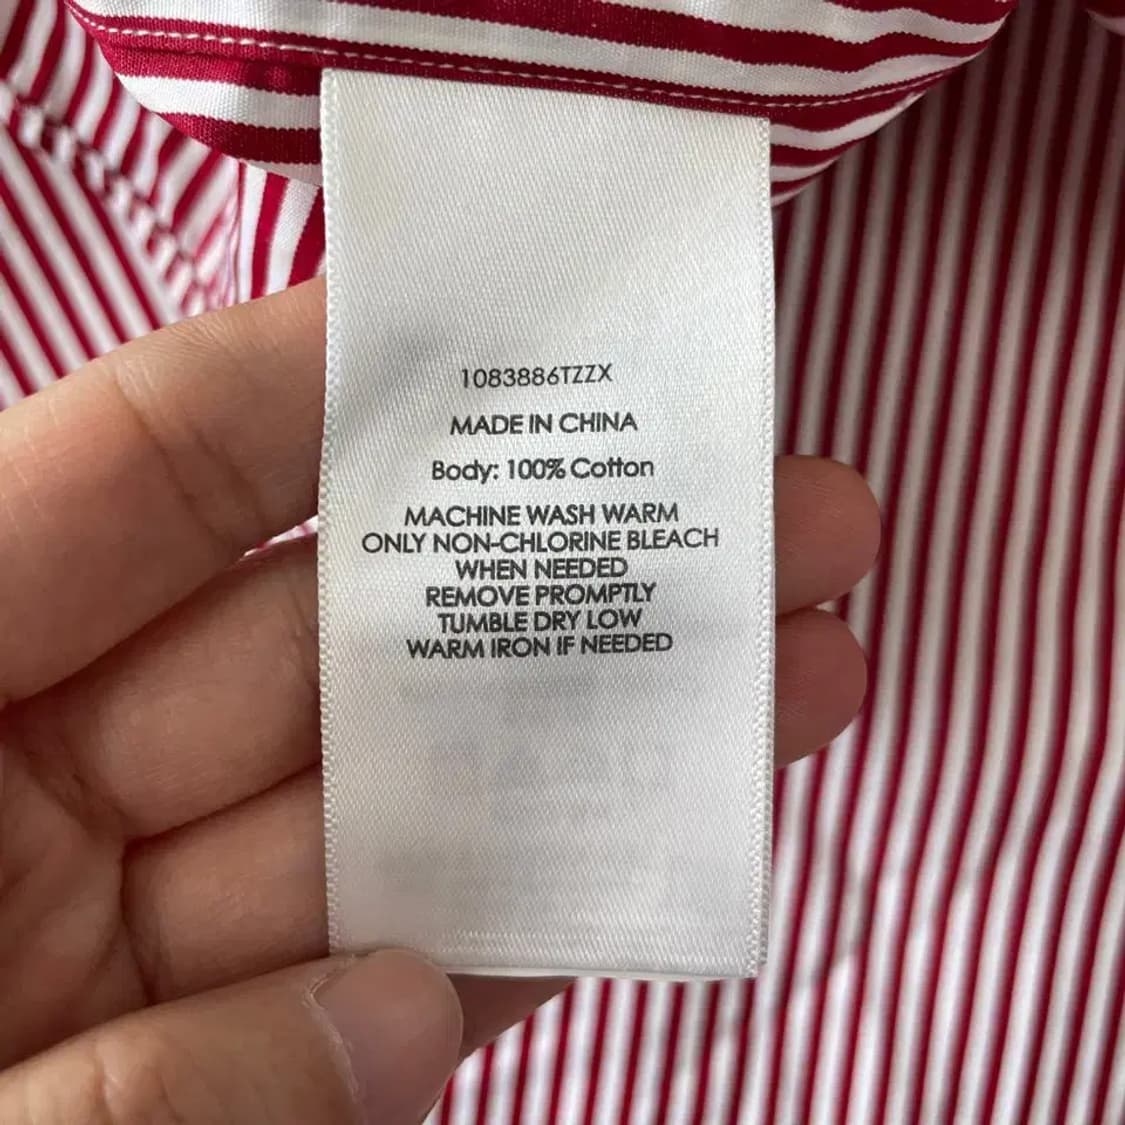 1083886TZZX
MADE IN CHINA
Body: 100% Cotton
MACHINE WASH WARM
ONLY NON-CHLORINE BLEACH
WHEN NEEDED
REMOVE PROMPTLY
TUMBLE DRY LOW
WARM IRON IF NEEDED